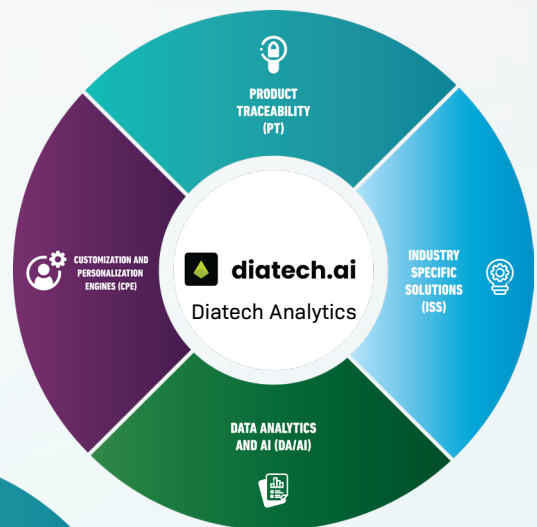 PRODUCT
TRACEABILITY
(PT)
CUSTOMIZATION AND
PERSONALIZATION
ENGINES (CPE)
diatech.ai
Diatech Analytics
INDUSTRY
SPECIFIC
SOLUTIONS
(ISS)
DATA ANALYTICS
AND AI (DA/AI)